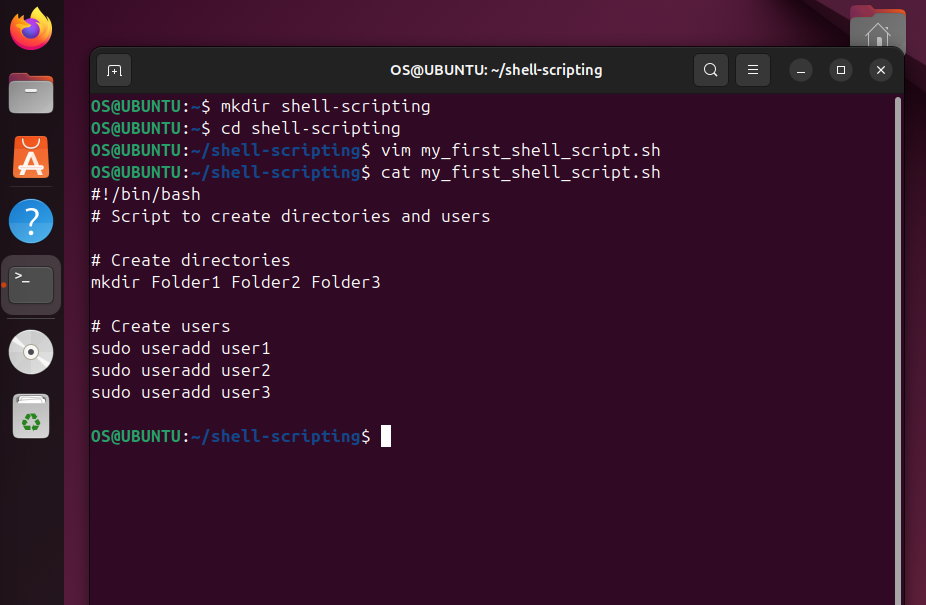 OS@UBUNTU: ~/shell-scripting
OS@UBUNTU:~$ mkdir shell-scripting
OS@UBUNTU:~$ cd shell-scripting
OS@UBUNTU:~/shell-scripting$ vim my_first_shell_script.sh
OS@UBUNTU:~/shell-scripting$ cat my_first_shell_script.sh
#!/bin/bash
# Script to create directories and users

# Create directories
mkdir Folder1 Folder2 Folder3

# Create users
sudo useradd user1
sudo useradd user2
sudo useradd user3

OS@UBUNTU:~/shell-scripting$